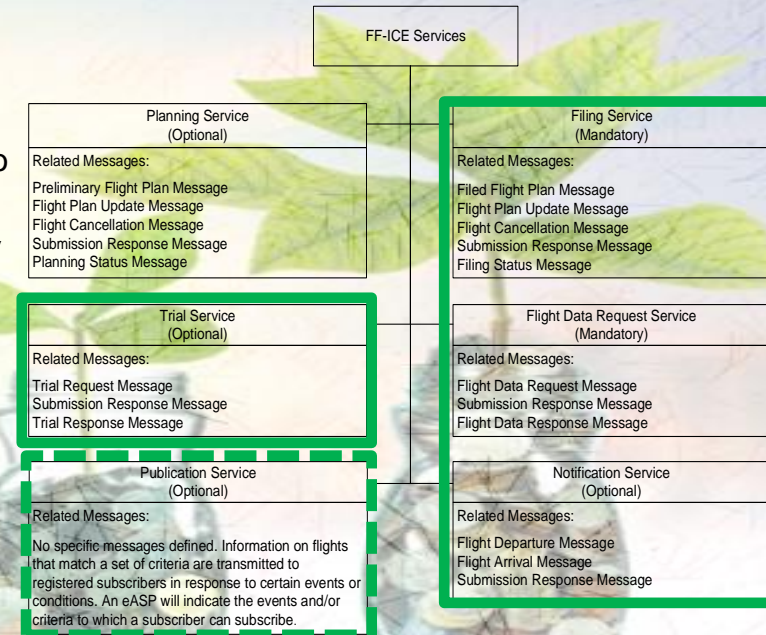 FF-ICE Services
Planning Service
(Optional)
Related Messages:
Preliminary Flight Plan Message
Flight Plan Update Message
Flight Cancellation Message
Submission Response Message
Planning Status Message
Filing Service
(Mandatory)
Related Messages:
Filed Flight Plan Message
Flight Plan Update Message
Flight Cancellation Message
Submission Response Message
Filing Status Message
Trial Service
(Optional)
Related Messages:
Trial Request Message
Submission Response Message
Trial Response Message
Flight Data Request Service
(Mandatory)
Related Messages:
Flight Data Request Message
Submission Response Message
Flight Data Response Message
Publication Service
(Optional)
Related Messages:
No specific messages defined. Information on flights
that match a set of criteria are transmitted to
registered subscribers in response to certain events or
conditions. An eASP will indicate the events and/or
criteria to which a subscriber can subscribe.
Notification Service
(Optional)
Related Messages:
Flight Departure Message
Flight Arrival Message
Submission Response Message